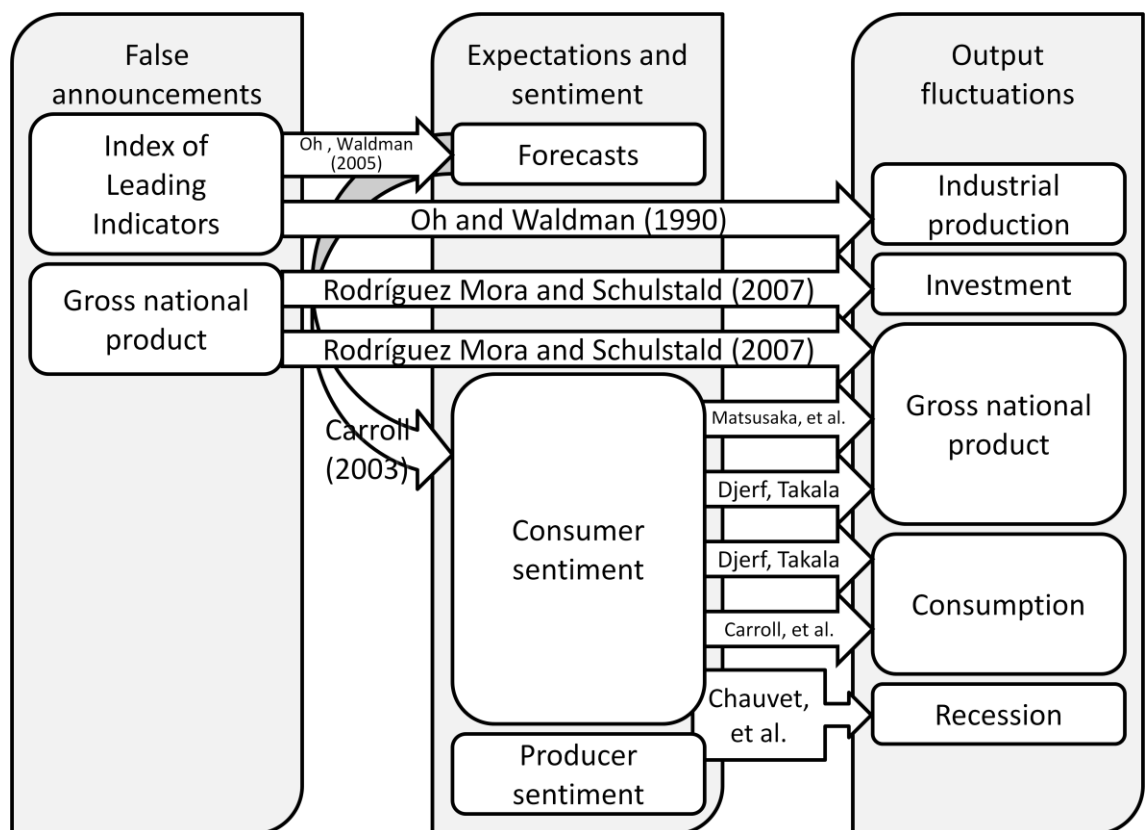 False
announcements
Index of
Leading
Indicators
Gross national
product
Expectations and
sentiment
Oh , Waldman
(2005)
Forecasts
Oh and Waldman (1990)
Rodríguez Mora and Schulstald (2007)
Rodríguez Mora and Schulstald (2007)
Carroll
(2003)
Consumer
sentiment
Producer
sentiment
Matsusaka, et al.
Djerf, Takala
Djerf, Takala
Carroll, et al.
Chauvet,
et al.
Output
fluctuations
Industrial
production
Investment
Gross national
product
Consumption
Recession